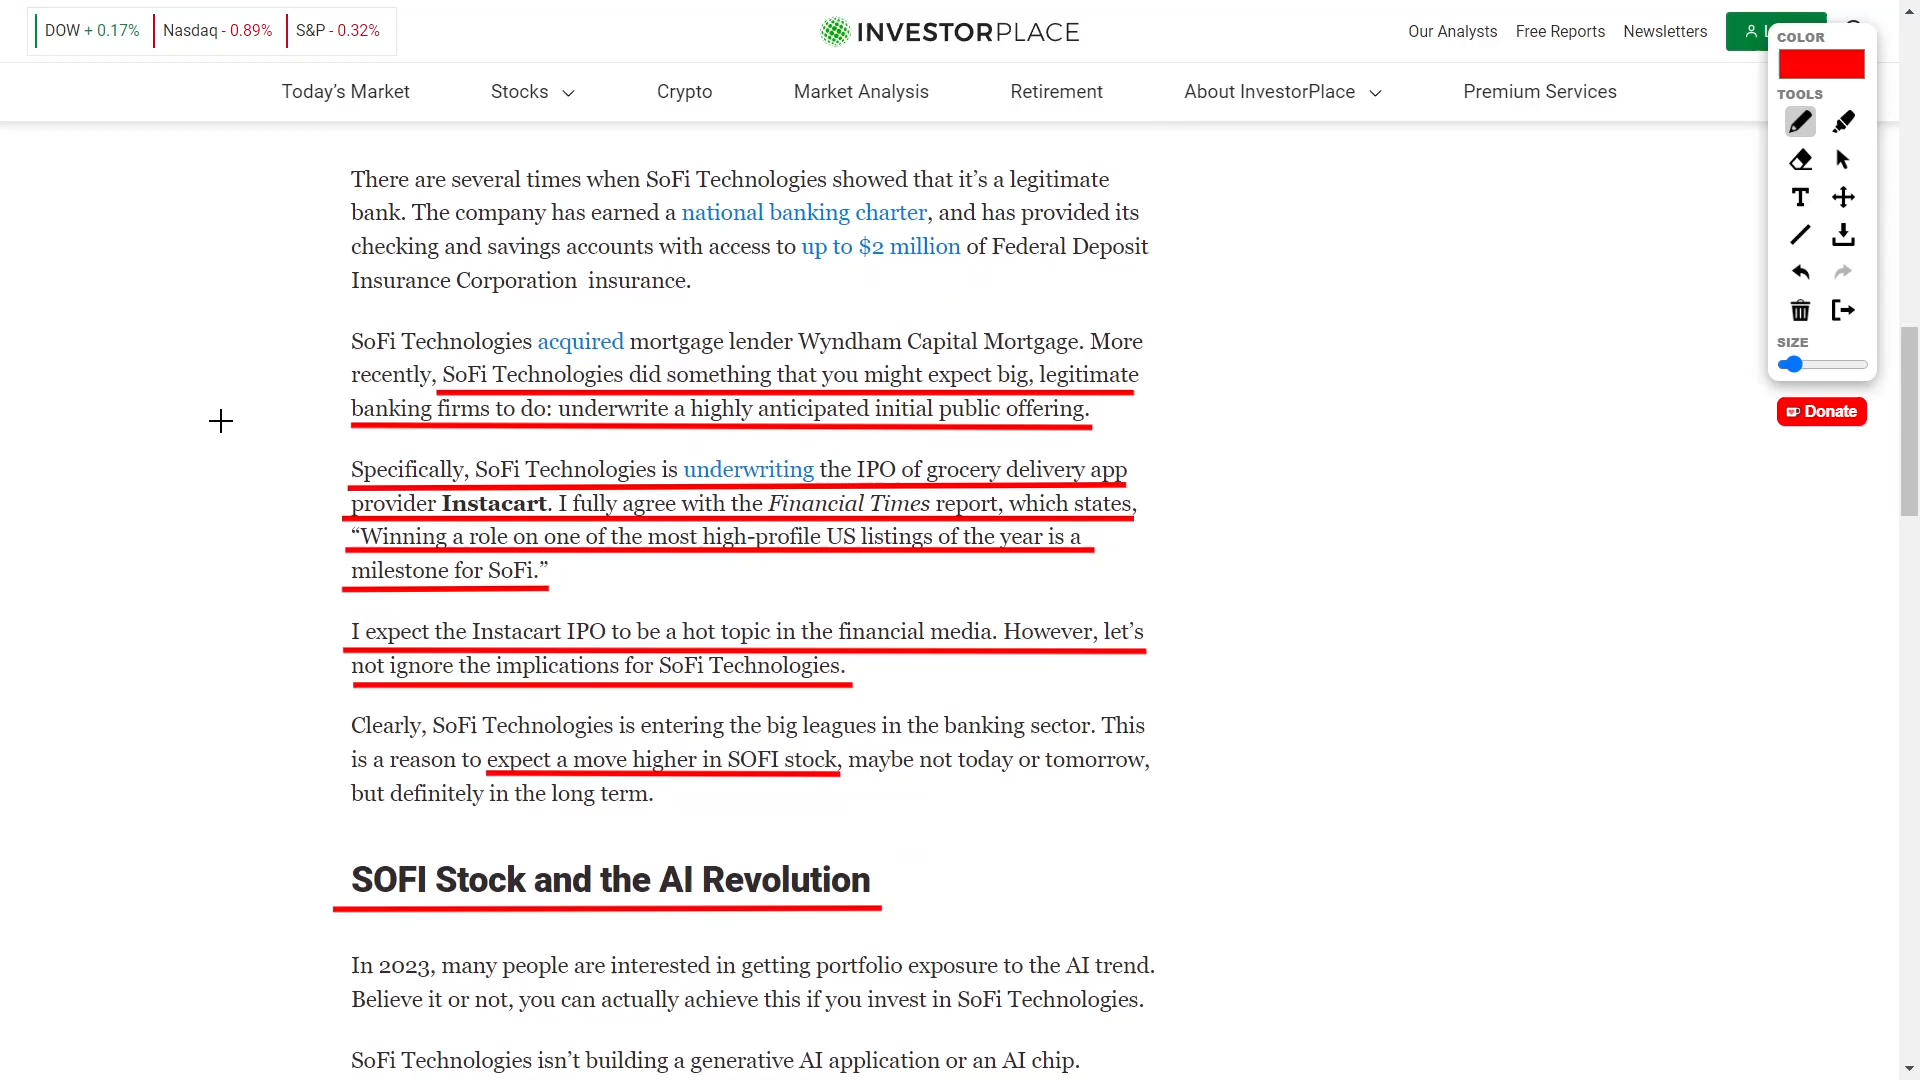 DOW + 0.17% Nasdaq - 0.89% S&P - 0.32%
INVESTORPLACE
Our Analysts Free Reports Newsletters
Today’s Market Stocks Crypto Market Analysis Retirement About InvestorPlace Premium Services
COLOR
TOOLS
T
SIZE
Donate
There are several times when SoFi Technologies showed that it’s a legitimate
bank. The company has earned a national banking charter, and has provided its
checking and savings accounts with access to up to $2 million of Federal Deposit
Insurance Corporation insurance.
SoFi Technologies acquired mortgage lender Wyndham Capital Mortgage. More
recently, SoFi Technologies did something that you might expect big, legitimate
banking firms to do: underwrite a highly anticipated initial public offering.
Specifically, SoFi Technologies is underwriting the IPO of grocery delivery app
provider Instacart. I fully agree with the Financial Times report, which states,
“Winning a role on one of the most high-profile US listings of the year is a
milestone for SoFi.”
I expect the Instacart IPO to be a hot topic in the financial media. However, let’s
not ignore the implications for SoFi Technologies.
Clearly, SoFi Technologies is entering the big leagues in the banking sector. This
is a reason to expect a move higher in SOFI stock, maybe not today or tomorrow,
but definitely in the long term.
SOFI Stock and the AI Revolution
In 2023, many people are interested in getting portfolio exposure to the AI trend.
Believe it or not, you can actually achieve this if you invest in SoFi Technologies.
SoFi Technologies isn’t building a generative AI application or an AI chip.